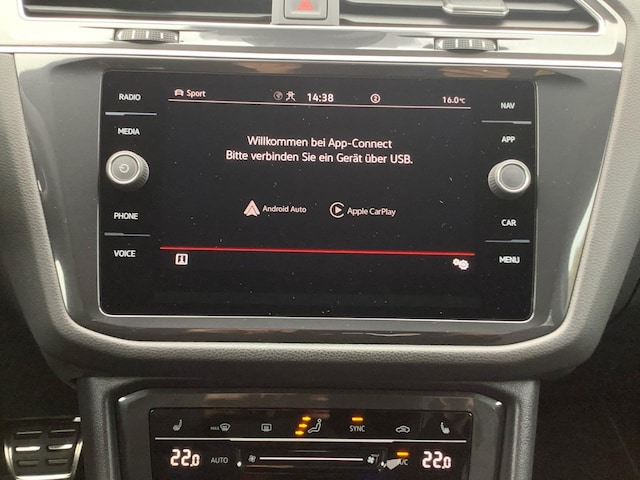 RADIO
MEDIA
PHONE
VOICE
Sport 14:38 16.0°C
Willkommen bei App-Connect
Bitte verbinden Sie ein Gerät über USB.
Android Auto Apple CarPlay
NAV
APP
CAR
MENU
MAX SYNC
22.0 AUTO 22.0